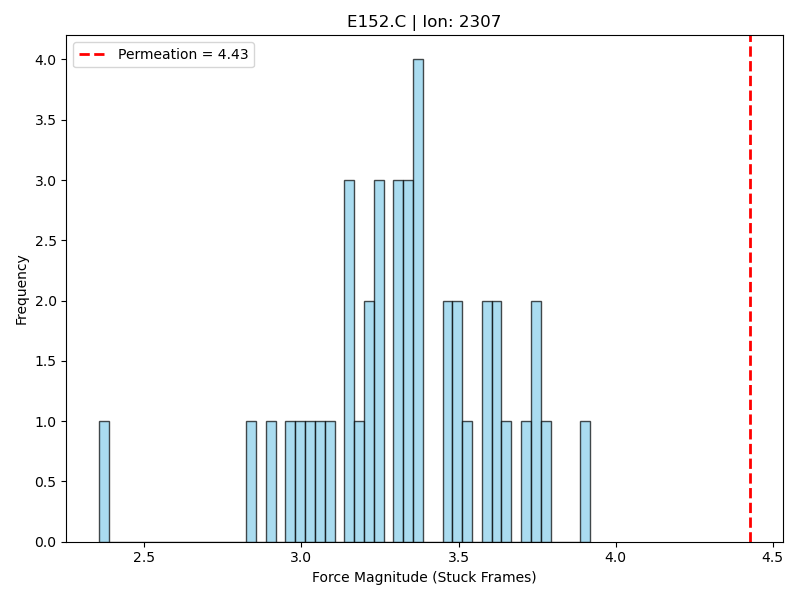 E152.C | Ion: 2307
Permeation = 4.43
4.0
3.5
3.0
2.5
2.0
1.5
1.0
0.5
0.0
Frequency
2.5 3.0 3.5 4.0 4.5
Force Magnitude (Stuck Frames)